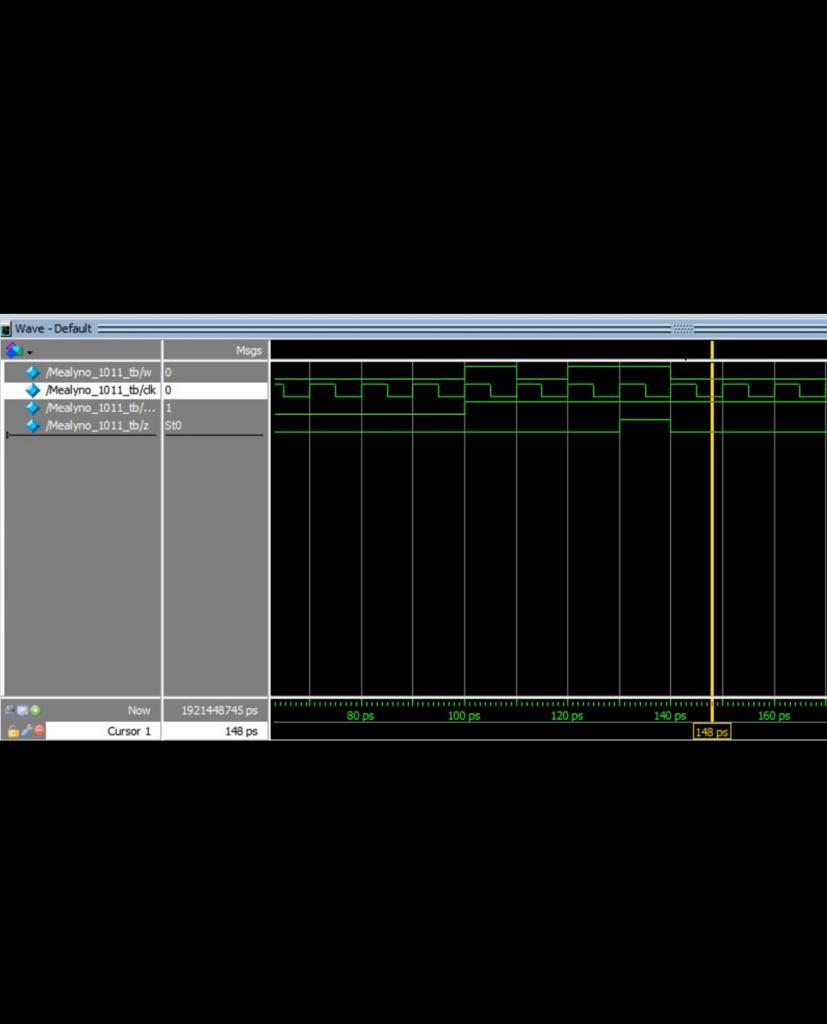 Wave - Default
Msgs
/Mealyno_1011_tb/w 0
/Mealyno_1011_tb/clk 0
/Mealyno_1011_tb/... 1
/Mealyno_1011_tb/z St0
Now 1921448745 ps
80 ps 100 ps 120 ps 140 ps 160 ps
Cursor 1 148 ps
148 ps